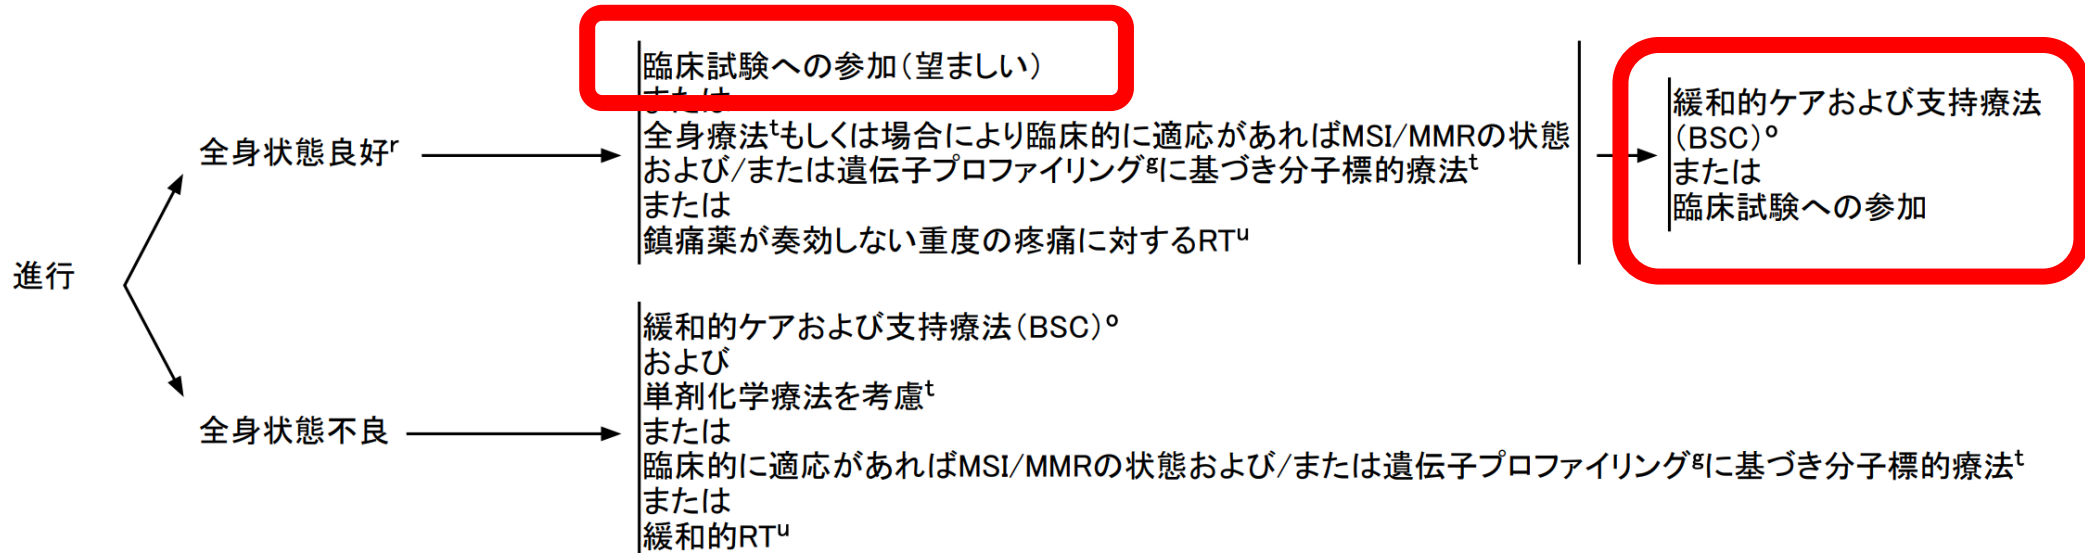 進行
全身状態良好ʳ
臨床試験への参加（望ましい）
または
全身療法ᵗもしくは場合により臨床的に適応があればMSI/MMRの状態
および/または遺伝子プロファイリングᵍに基づき分子標的療法ᵗ
または
鎮痛薬が奏効しない重度の疼痛に対するRTᵘ
緩和的ケアおよび支持療法
（BSC）ᵒ
または
臨床試験への参加
全身状態不良
緩和的ケアおよび支持療法（BSC）ᵒ
および
単剤化学療法を考慮ᵗ
または
臨床的に適応があればMSI/MMRの状態および/または遺伝子プロファイリングᵍに基づき分子標的療法ᵗ
または
緩和的RTᵘ